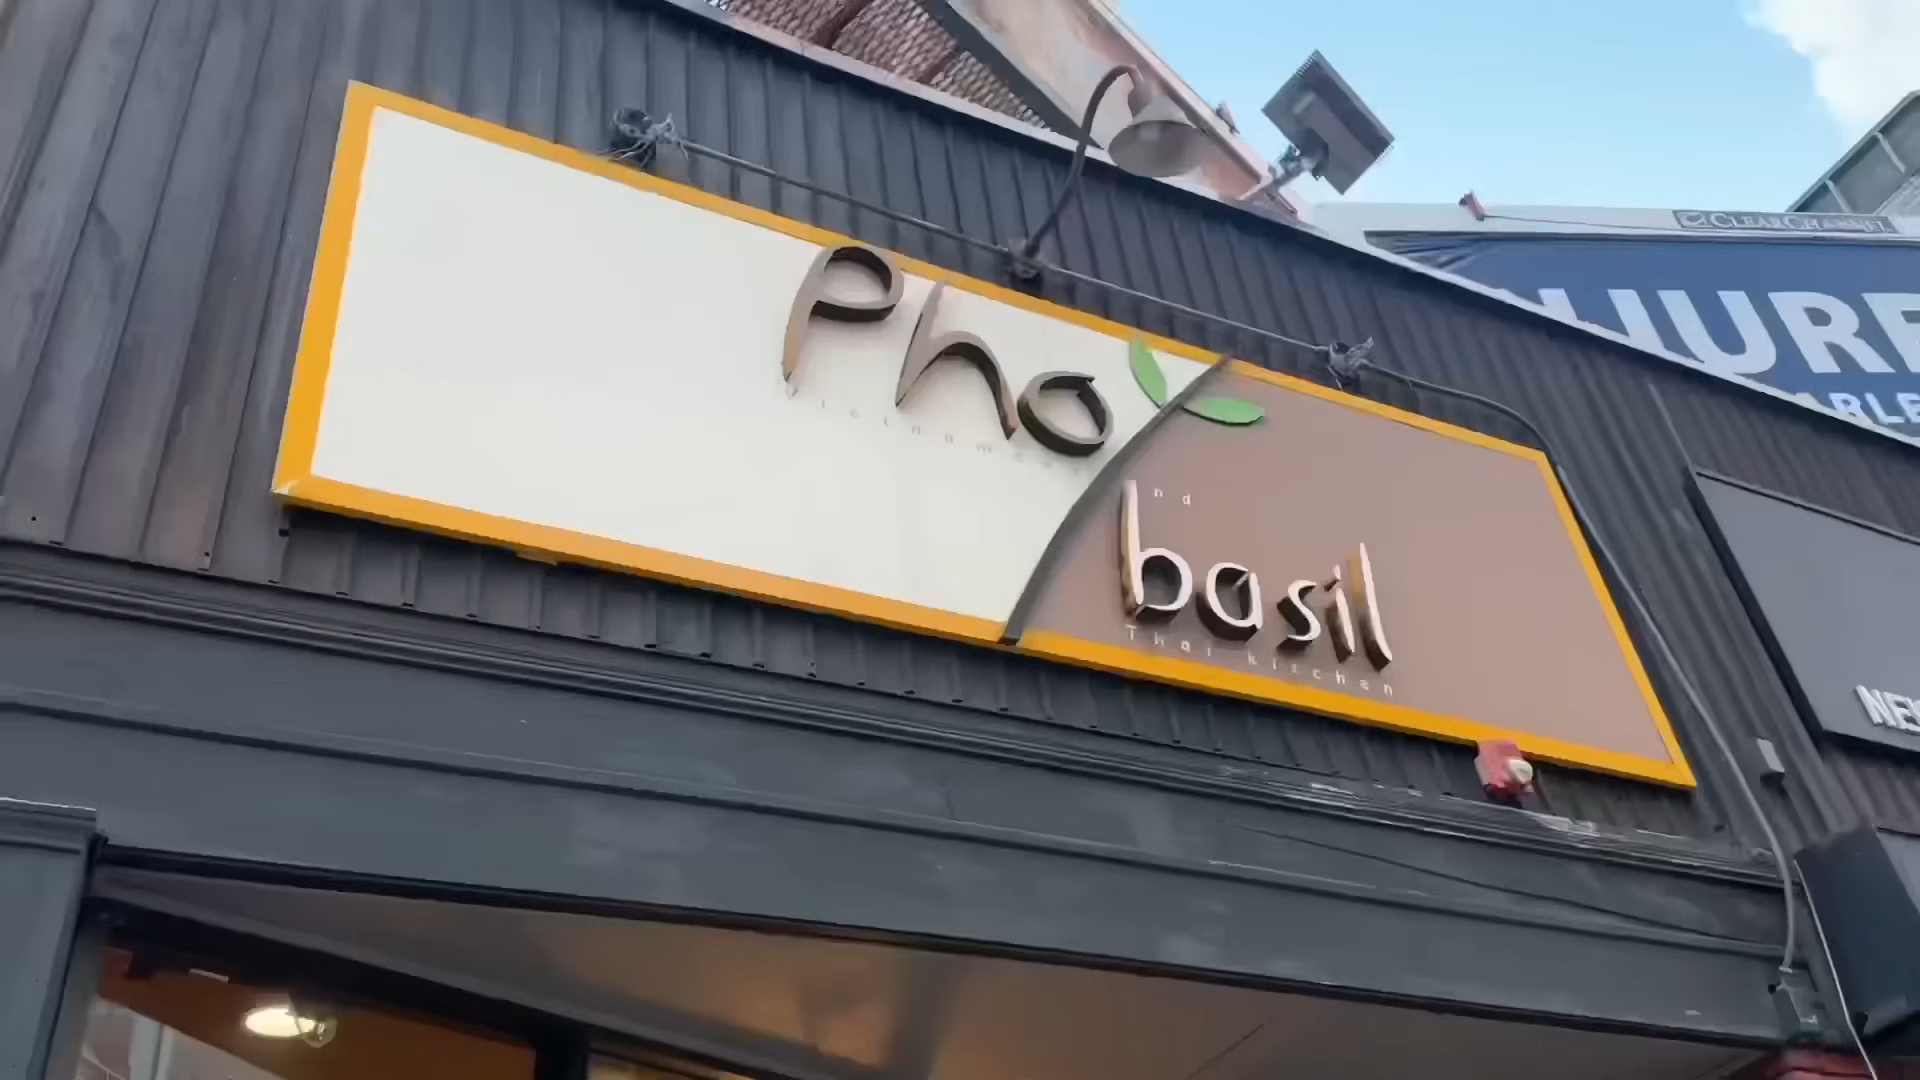 Pho
Vietnamese
nd
basil
Thai kitchen
CLEAR CHANNEL